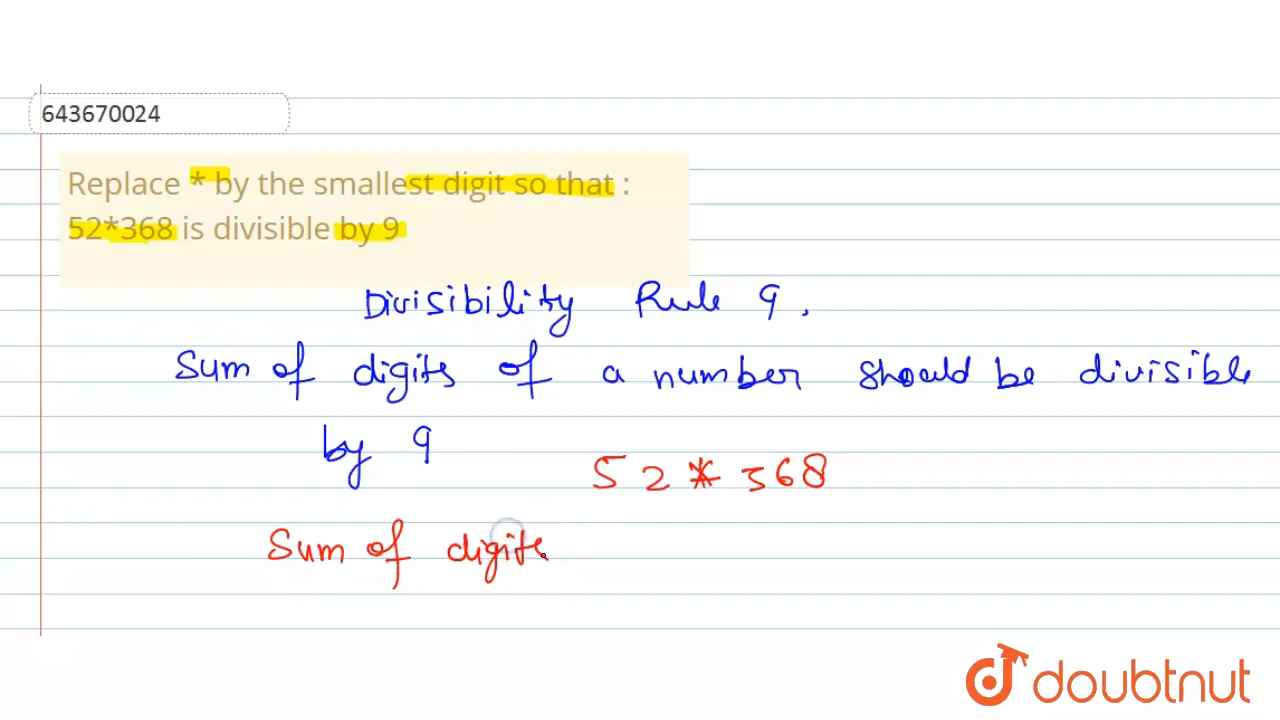 643670024
Replace * by the smallest digit so that :
52*368 is divisible by 9
Divisibility Rule 9.
Sum of digits of a number should be divisible
by 9
52*368
Sum of digits
doubtnut